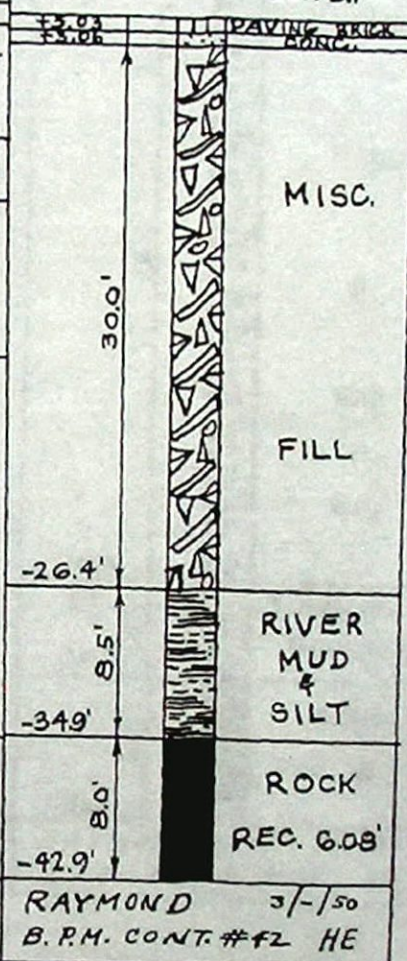 PAVING BRICK
CONC.
30.0'
MISC.
FILL
-26.4'
8.5'
RIVER
MUD
&
SILT
-34.9'
8.0'
ROCK
REC. 6.08'
-42.9'
RAYMOND 3/-/50
B.P.M. CONT. #42 HE